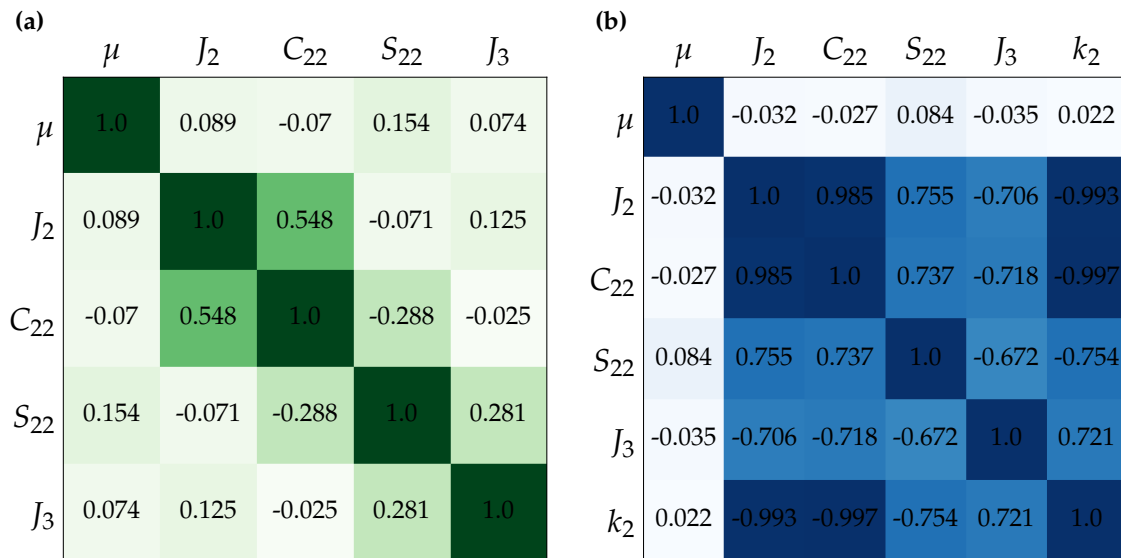 (a)
μ J2 C22 S22 J3
μ 1.0 0.089 -0.07 0.154 0.074
J2 0.089 1.0 0.548 -0.071 0.125
C22 -0.07 0.548 1.0 -0.288 -0.025
S22 0.154 -0.071 -0.288 1.0 0.281
J3 0.074 0.125 -0.025 0.281 1.0
(b)
μ J2 C22 S22 J3 k2
μ 1.0 -0.032 -0.027 0.084 -0.035 0.022
J2 -0.032 1.0 0.985 0.755 -0.706 -0.993
C22 -0.027 0.985 1.0 0.737 -0.718 -0.997
S22 0.084 0.755 0.737 1.0 -0.672 -0.754
J3 -0.035 -0.706 -0.718 -0.672 1.0 0.721
k2 0.022 -0.993 -0.997 -0.754 0.721 1.0